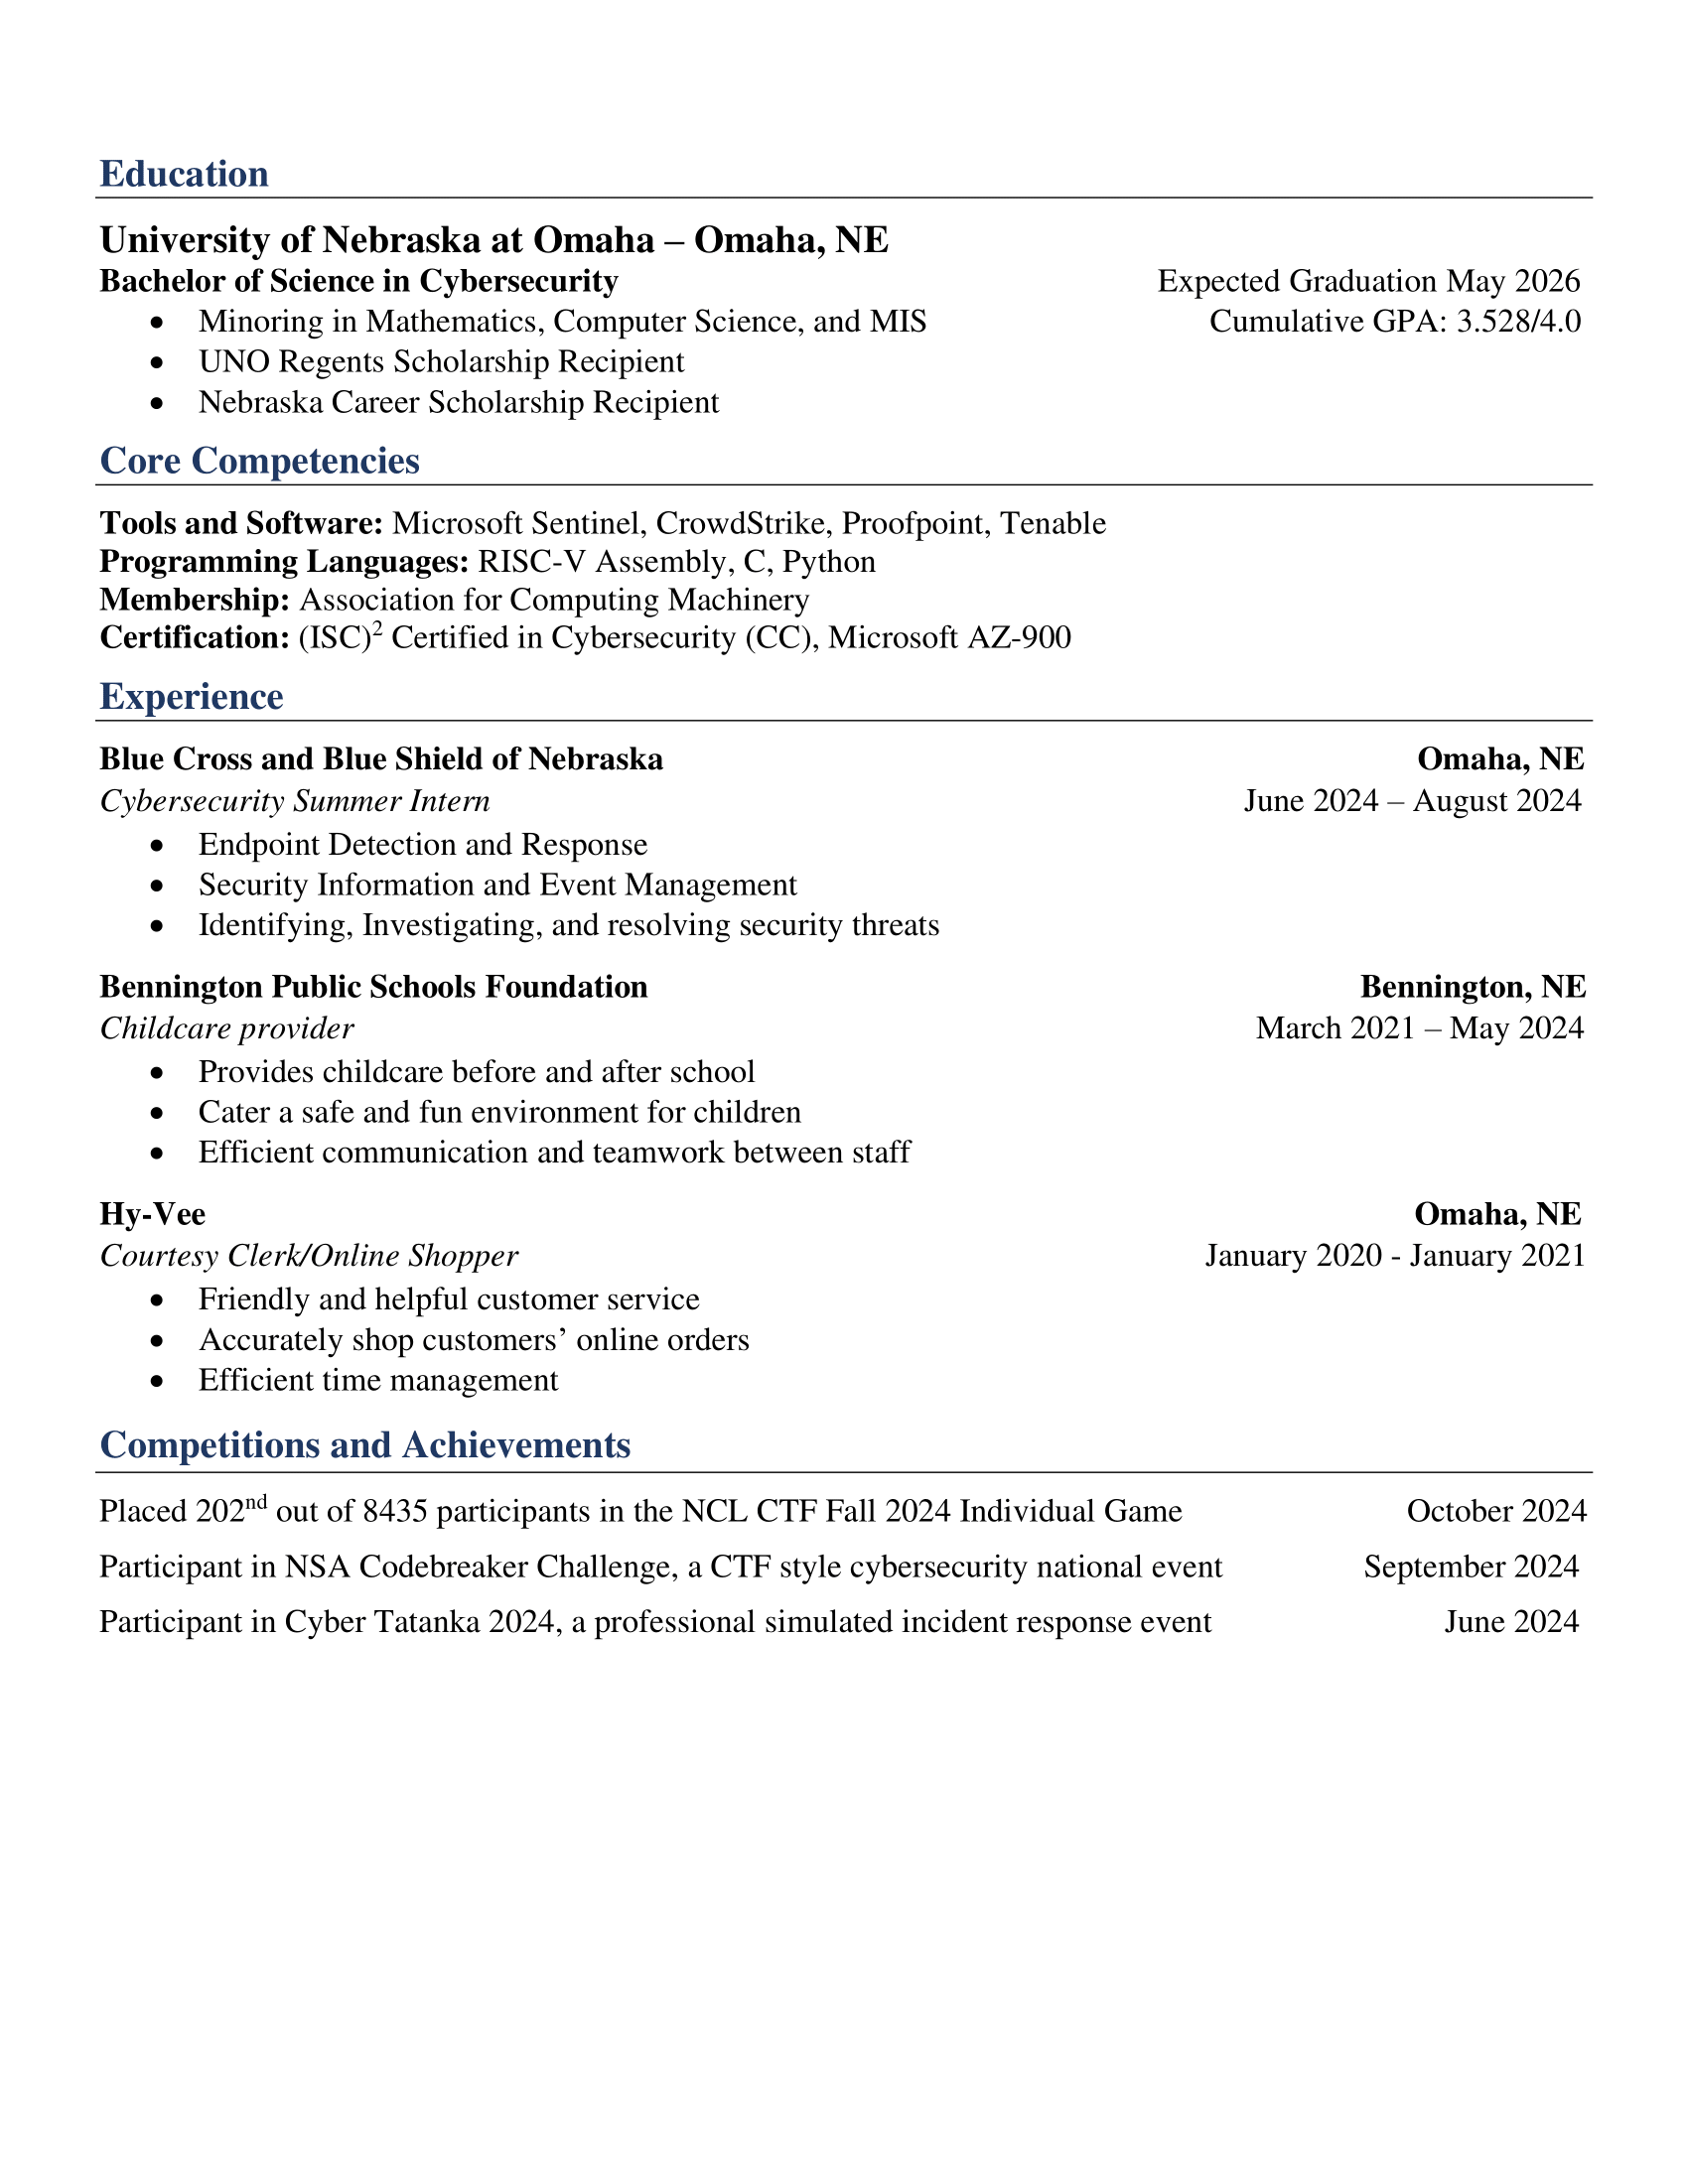 Education
University of Nebraska at Omaha – Omaha, NE
Bachelor of Science in Cybersecurity Expected Graduation May 2026
• Minoring in Mathematics, Computer Science, and MIS Cumulative GPA: 3.528/4.0
• UNO Regents Scholarship Recipient
• Nebraska Career Scholarship Recipient
Core Competencies
Tools and Software: Microsoft Sentinel, CrowdStrike, Proofpoint, Tenable
Programming Languages: RISC-V Assembly, C, Python
Membership: Association for Computing Machinery
Certification: (ISC)² Certified in Cybersecurity (CC), Microsoft AZ-900
Experience
Blue Cross and Blue Shield of Nebraska Omaha, NE
Cybersecurity Summer Intern June 2024 – August 2024
• Endpoint Detection and Response
• Security Information and Event Management
• Identifying, Investigating, and resolving security threats
Bennington Public Schools Foundation Bennington, NE
Childcare provider March 2021 – May 2024
• Provides childcare before and after school
• Cater a safe and fun environment for children
• Efficient communication and teamwork between staff
Hy-Vee Omaha, NE
Courtesy Clerk/Online Shopper January 2020 - January 2021
• Friendly and helpful customer service
• Accurately shop customers’ online orders
• Efficient time management
Competitions and Achievements
Placed 202nd out of 8435 participants in the NCL CTF Fall 2024 Individual Game October 2024
Participant in NSA Codebreaker Challenge, a CTF style cybersecurity national event September 2024
Participant in Cyber Tatanka 2024, a professional simulated incident response event June 2024